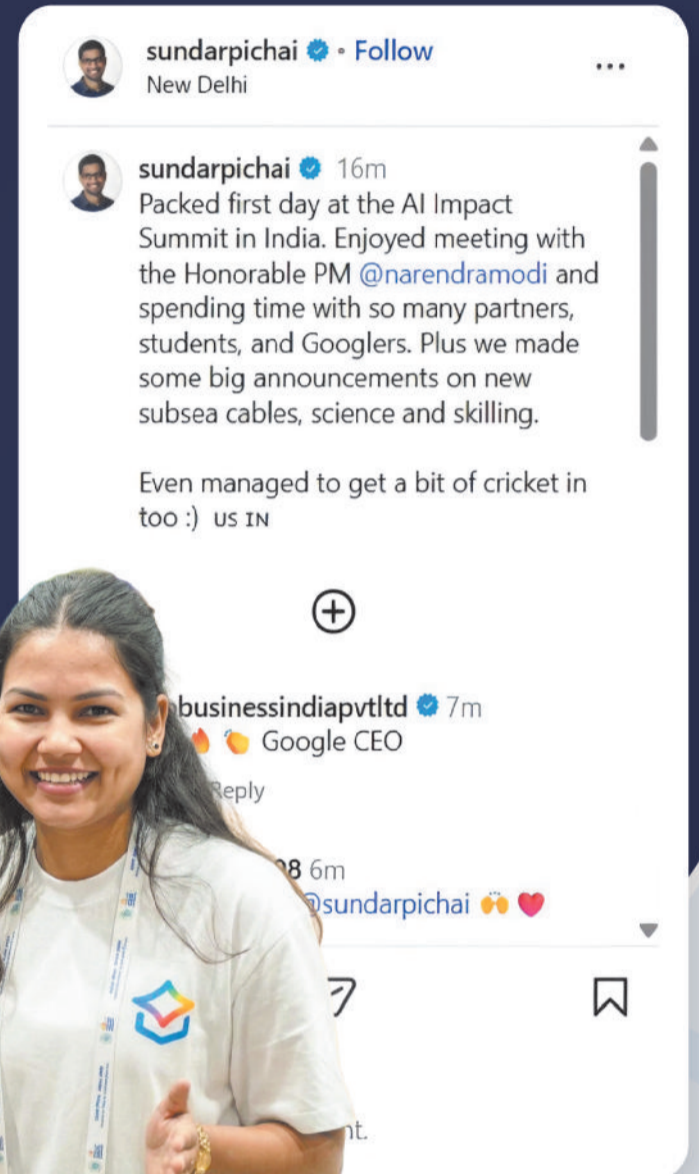 sundarpichai • Follow
New Delhi
sundarpichai 16m
Packed first day at the AI Impact
Summit in India. Enjoyed meeting with
the Honorable PM @narendramodi and
spending time with so many partners,
students, and Googlers. Plus we made
some big announcements on new
subsea cables, science and skilling.
Even managed to get a bit of cricket in
too :) US IN
businessindiapvtltd 7m
🔥 👏 Google CEO
Reply
98 6m
@sundarpichai 🙌 ❤️
nt.